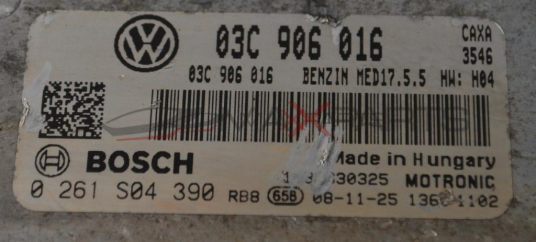 03C 906 016 CAXA
3546
03C 906 016 BENZIN MED17.5.5 HW: H04
BOSCH Made in Hungary
MOTRONIC
0 261 S04 390 RB8 658 08-11-25